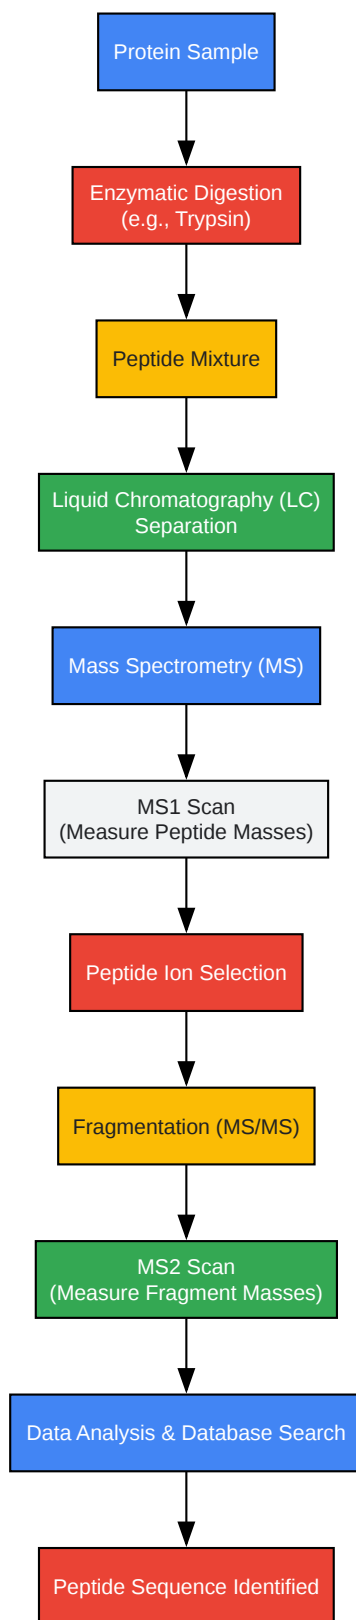 Protein Sample
Enzymatic Digestion
(e.g., Trypsin)
Peptide Mixture
Liquid Chromatography (LC)
Separation
Mass Spectrometry (MS)
MS1 Scan
(Measure Peptide Masses)
Peptide Ion Selection
Fragmentation (MS/MS)
MS2 Scan
(Measure Fragment Masses)
Data Analysis & Database Search
Peptide Sequence Identified